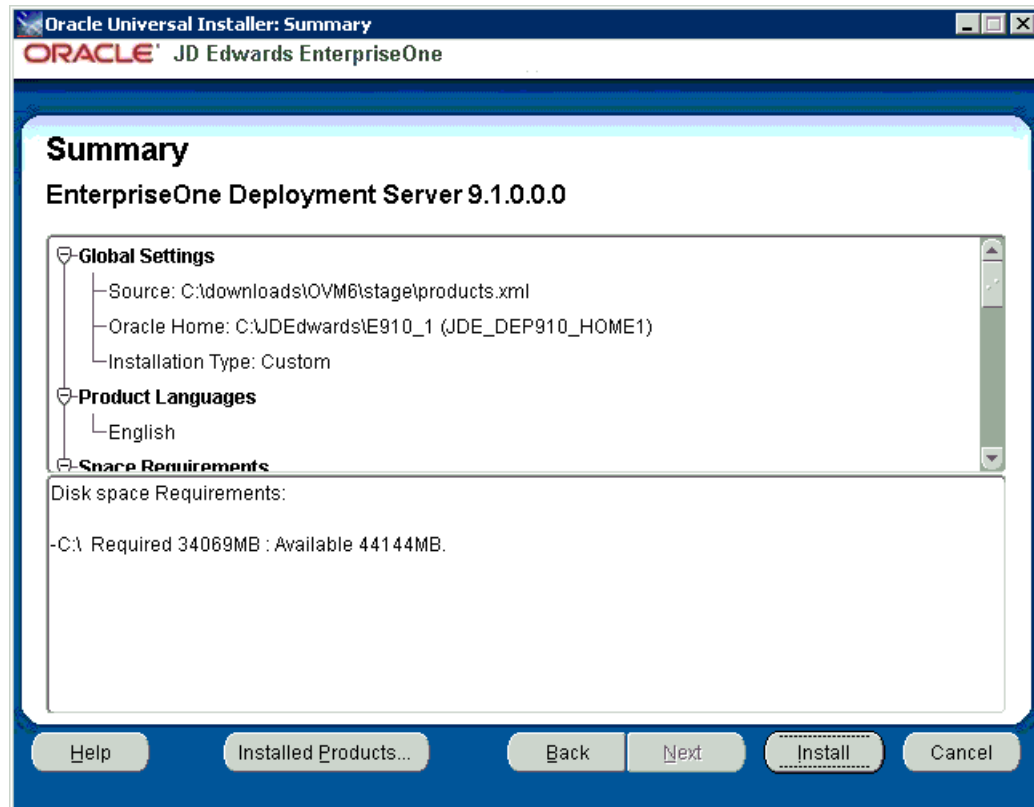 Oracle Universal Installer: Summary
ORACLE' JD Edwards EnterpriseOne
Summary
EnterpriseOne Deployment Server 9.1.0.0.0
Global Settings
Source: C:\downloads\OVM6\stage\products.xml
Oracle Home: C:\JDEdwards\E910_1 (JDE_DEP910_HOME1)
Installation Type: Custom
Product Languages
English
Space Requirements
Disk space Requirements:
-C:\ Required 34069MB : Available 44144MB.
Help Installed Products... Back Next Install Cancel